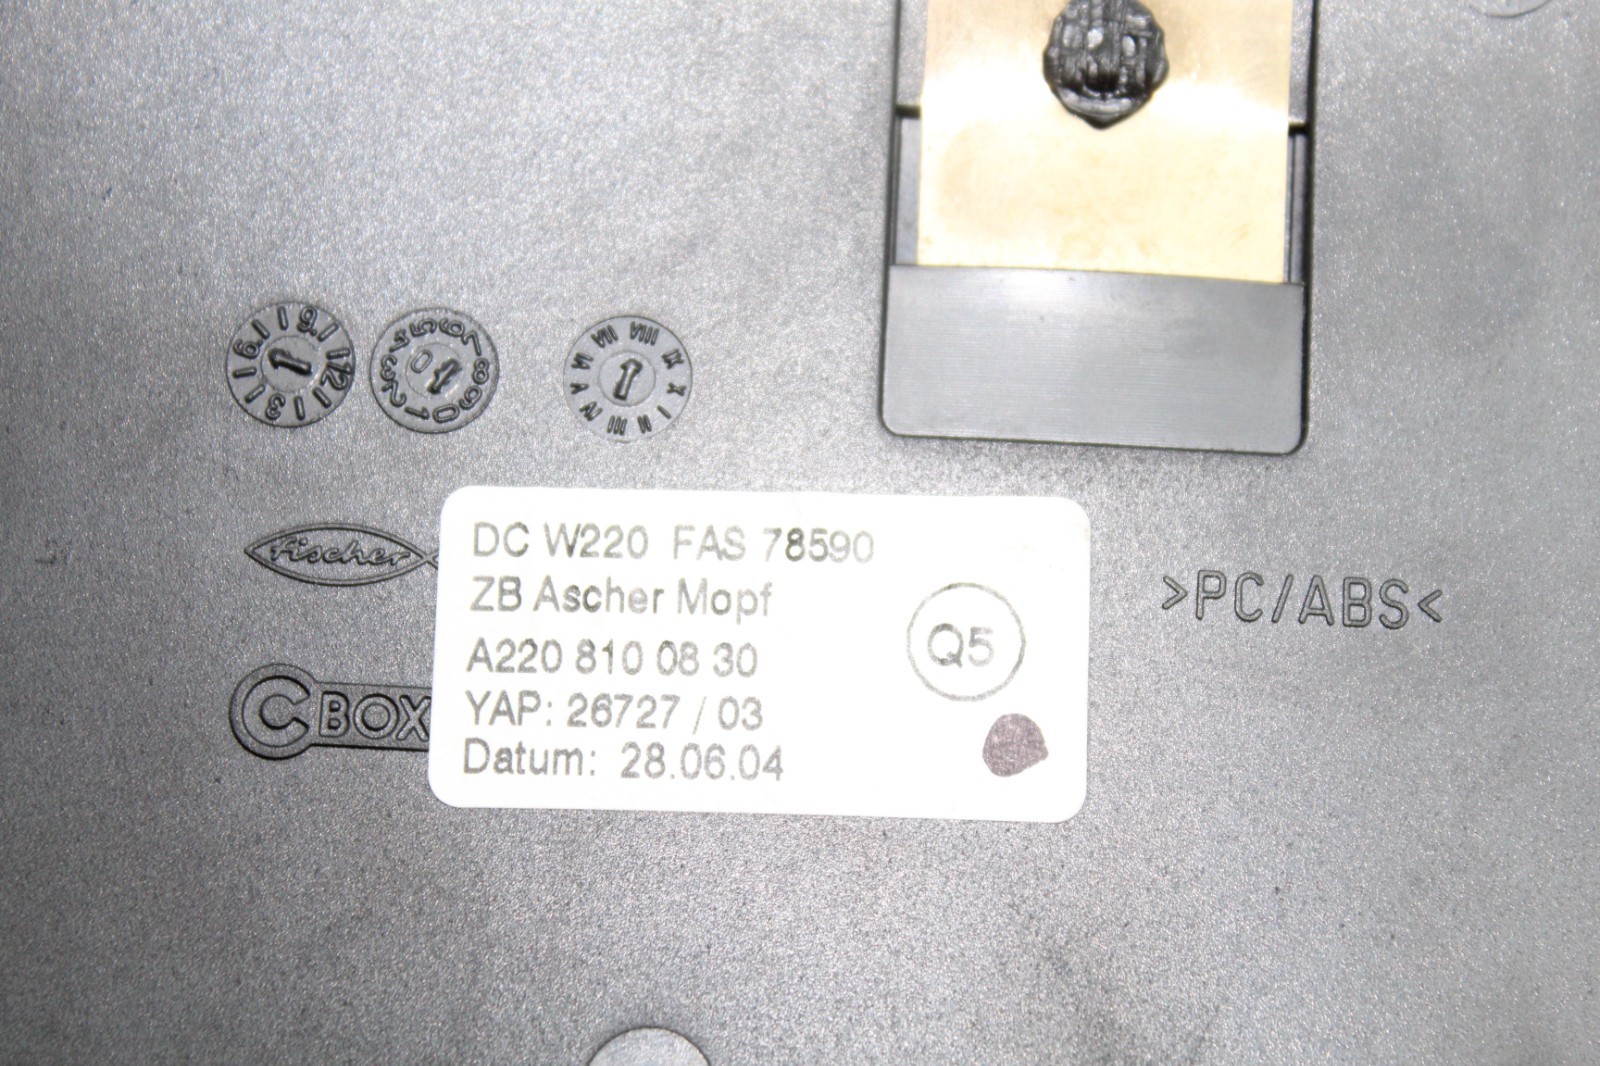 fischer
DC W220 FAS 78590
ZB Ascher Mopf
A220 810 08 30
YAP: 26727 / 03
Datum: 28.06.04
Q5
>PC/ABS<
C BOX